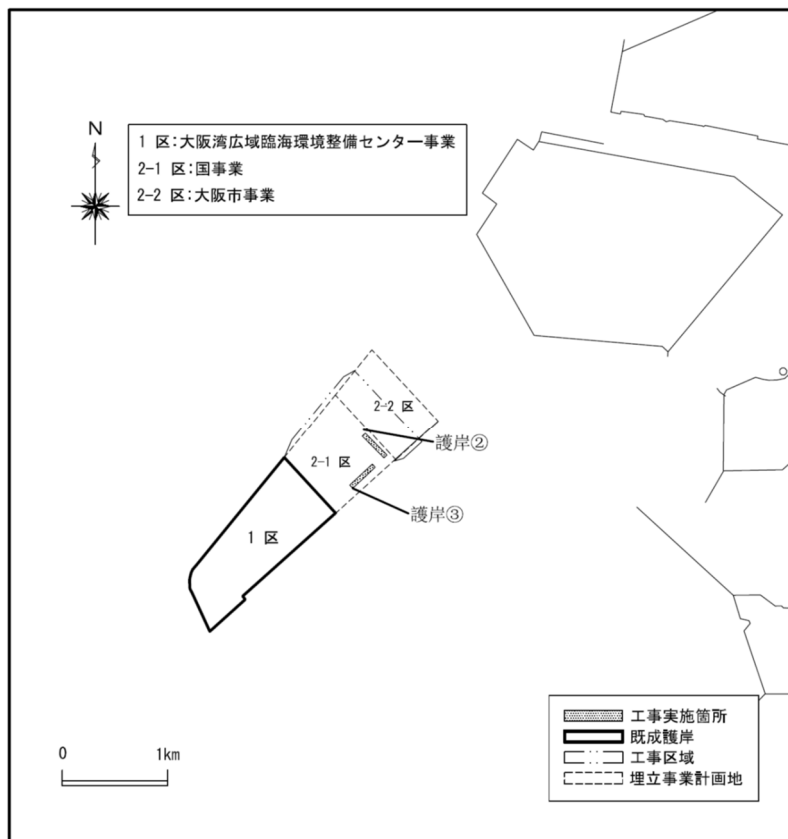 N
1 区:大阪湾広域臨海環境整備センター事業
2-1 区:国事業
2-2 区:大阪市事業
2-2 区
護岸②
2-1 区
護岸③
1 区
工事実施箇所
既成護岸
工事区域
埋立事業計画地
0 1km